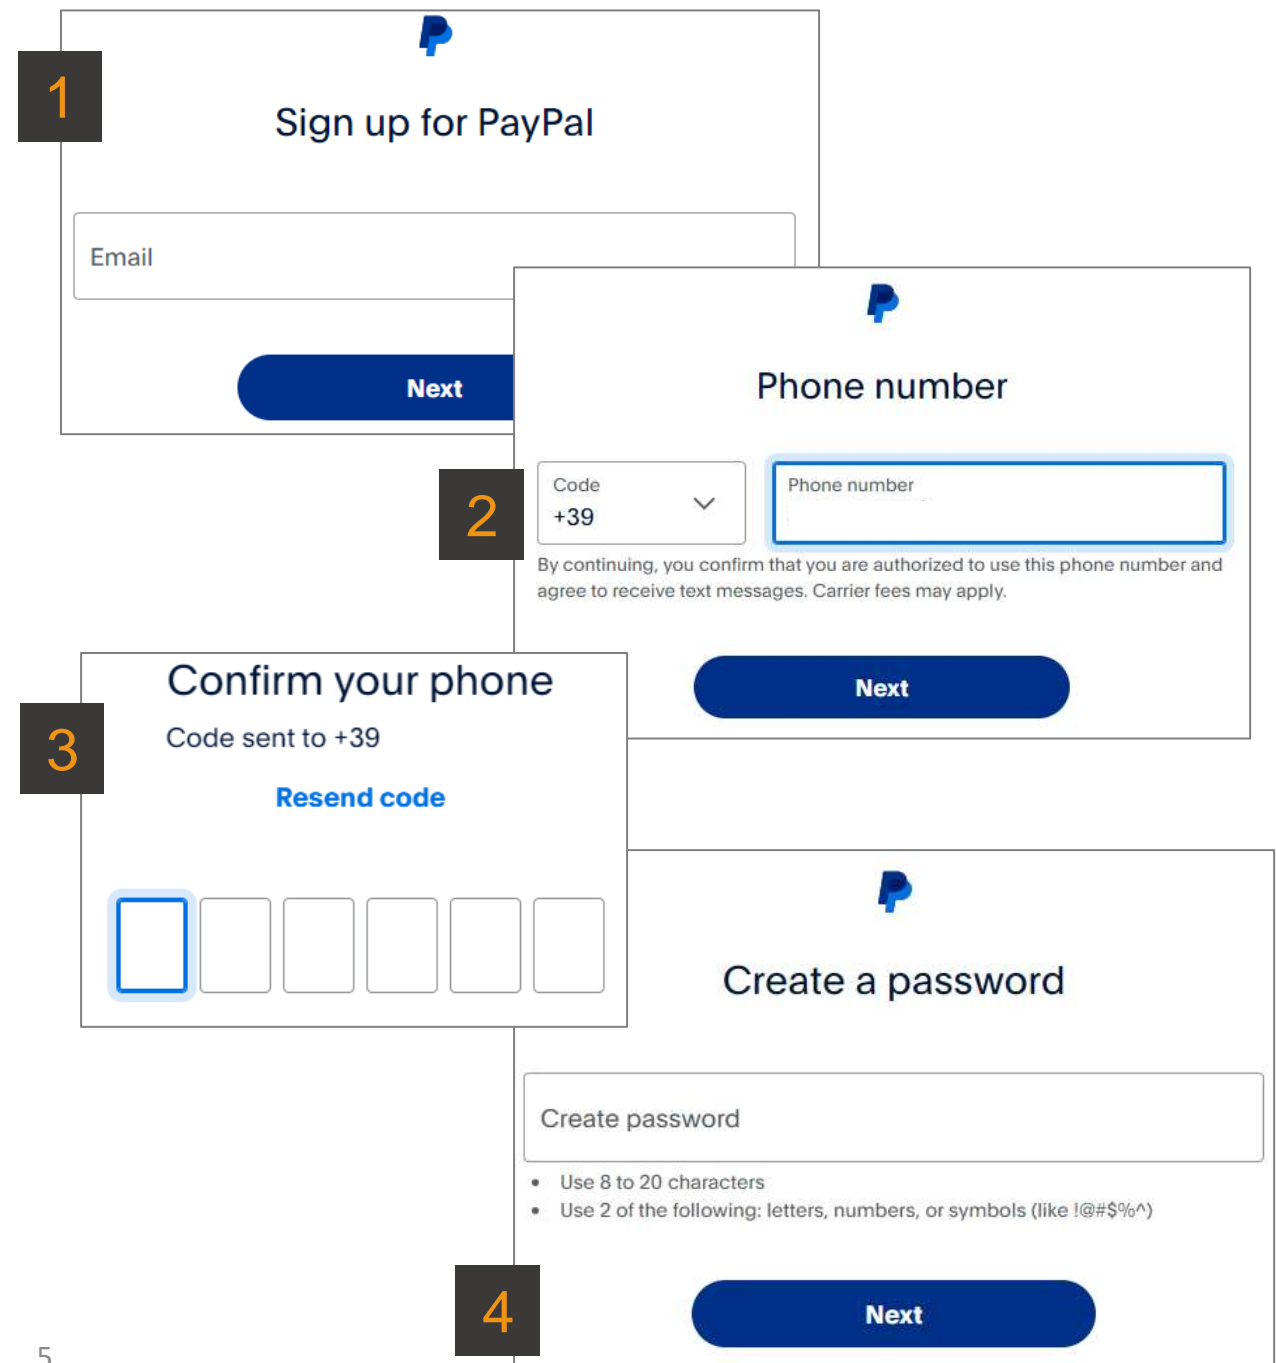 1
Sign up for PayPal
Email
Next
Phone number
2
Code
+39
Phone number
By continuing, you confirm that you are authorized to use this phone number and
agree to receive text messages. Carrier fees may apply.
Next
3
Confirm your phone
Code sent to +39
Resend code
Create a password
Create password
• Use 8 to 20 characters
• Use 2 of the following: letters, numbers, or symbols (like !@#$%^)
4
Next
5